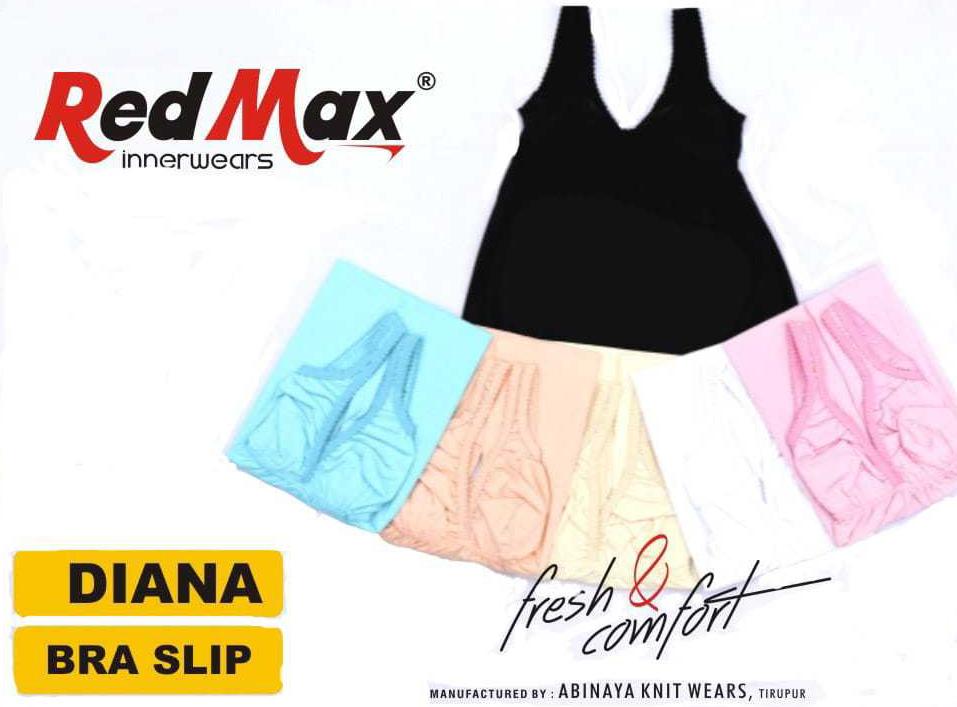 RedMax®
innerwears
DIANA
BRA SLIP
fresh &
comfort
MANUFACTURED BY : ABINAYA KNIT WEARS, TIRUPUR